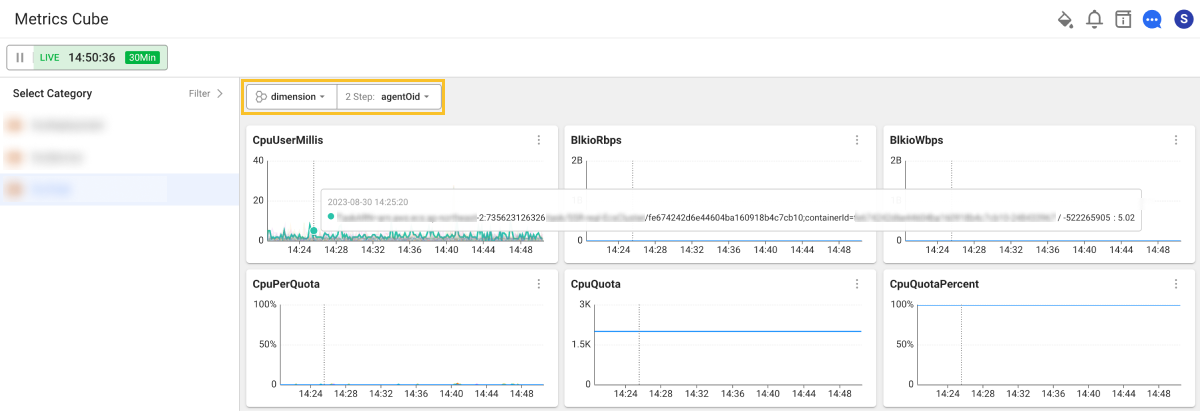 Metrics Cube
S
LIVE 14:50:36 30Min
Select Category Filter
dimension 2 Step: agentOid
CpuUserMillis
40
20
0
14:24 14:28 14:32 14:36 14:40 14:44 14:48
BlkioRbps
2B
0
14:24 14:28 14:32 14:36 14:40 14:44 14:48
BlkioWbps
2B
0
14:24 14:28 14:32 14:36 14:40 14:44 14:48
2023-08-30 14:25:20
-2:735623126326 /fe674242d6e44604ba160918b4c7cb10;containerId= / -522265905 : 5.02
CpuPerQuota
100%
50%
0
14:24 14:28 14:32 14:36 14:40 14:44 14:48
CpuQuota
3K
1.5K
0
14:24 14:28 14:32 14:36 14:40 14:44 14:48
CpuQuotaPercent
100%
50%
0
14:24 14:28 14:32 14:36 14:40 14:44 14:48